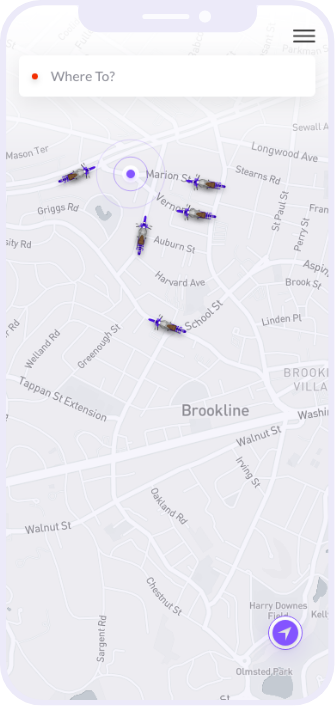 Where To?
Sewall A
Mason Ter
Longwood Ave
Marion St
Stearns Rd
Griggs Rd
St Paul St
Fran
Perry St
sity Rd
Auburn St
Aspin
Harvard Ave
Brook St
School St
Linden Pl
r Rd
Welland Rd
Greenough St
BROOKL
VILLA
Tappan St Extension
Brookline
Washi
Walnut St
Irving St
Oakland Rd
Walnut St
Chestnut St
Harry Downes
Field
Kell
Sargent Rd
Olmsted Park